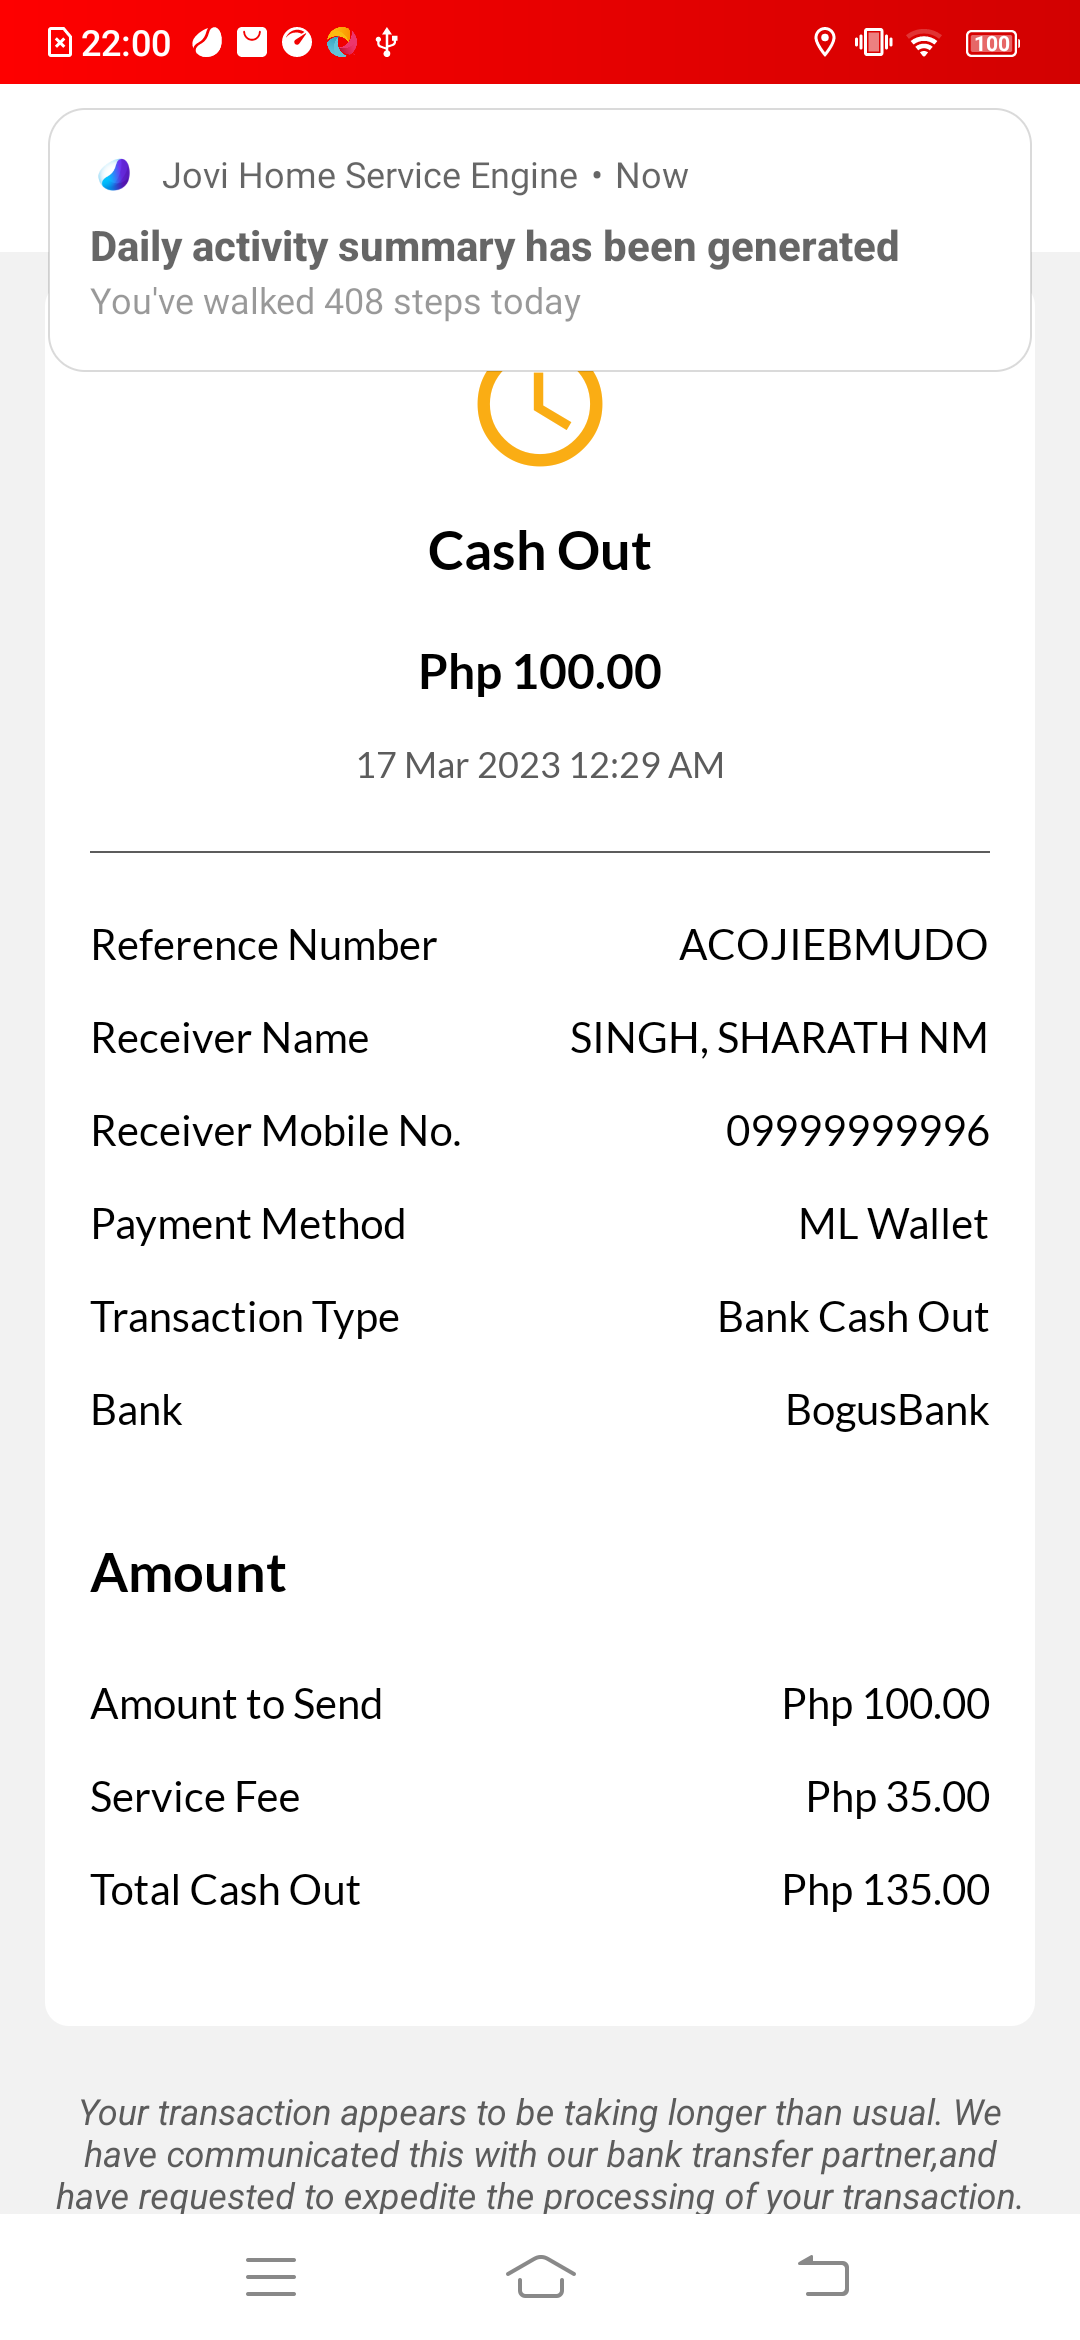 22:00
100
Jovi Home Service Engine • Now
Daily activity summary has been generated
You've walked 408 steps today
Cash Out
Php 100.00
17 Mar 2023 12:29 AM
Reference Number ACOJIEBMUDO
Receiver Name SINGH, SHARATH NM
Receiver Mobile No. 09999999996
Payment Method ML Wallet
Transaction Type Bank Cash Out
Bank BogusBank
Amount
Amount to Send Php 100.00
Service Fee Php 35.00
Total Cash Out Php 135.00
Your transaction appears to be taking longer than usual. We
have communicated this with our bank transfer partner,and
have requested to expedite the processing of your transaction.